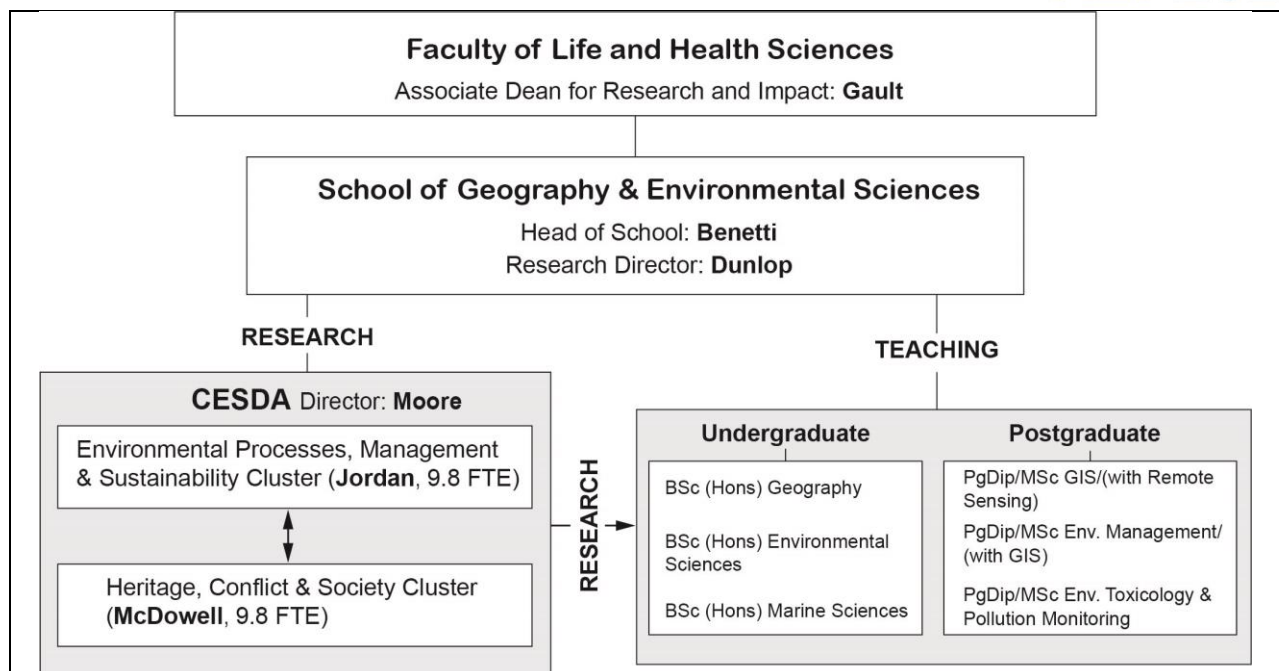 Faculty of Life and Health Sciences
Associate Dean for Research and Impact: Gault
School of Geography & Environmental Sciences
Head of School: Benetti
Research Director: Dunlop
RESEARCH
TEACHING
CESDA Director: Moore
Environmental Processes, Management
& Sustainability Cluster (Jordan, 9.8 FTE)
Heritage, Conflict & Society Cluster
(McDowell, 9.8 FTE)
RESEARCH
Undergraduate
BSc (Hons) Geography
BSc (Hons) Environmental
Sciences
BSc (Hons) Marine Sciences
Postgraduate
PgDip/MSc GIS/(with Remote
Sensing)
PgDip/MSc Env. Management/
(with GIS)
PgDip/MSc Env. Toxicology &
Pollution Monitoring